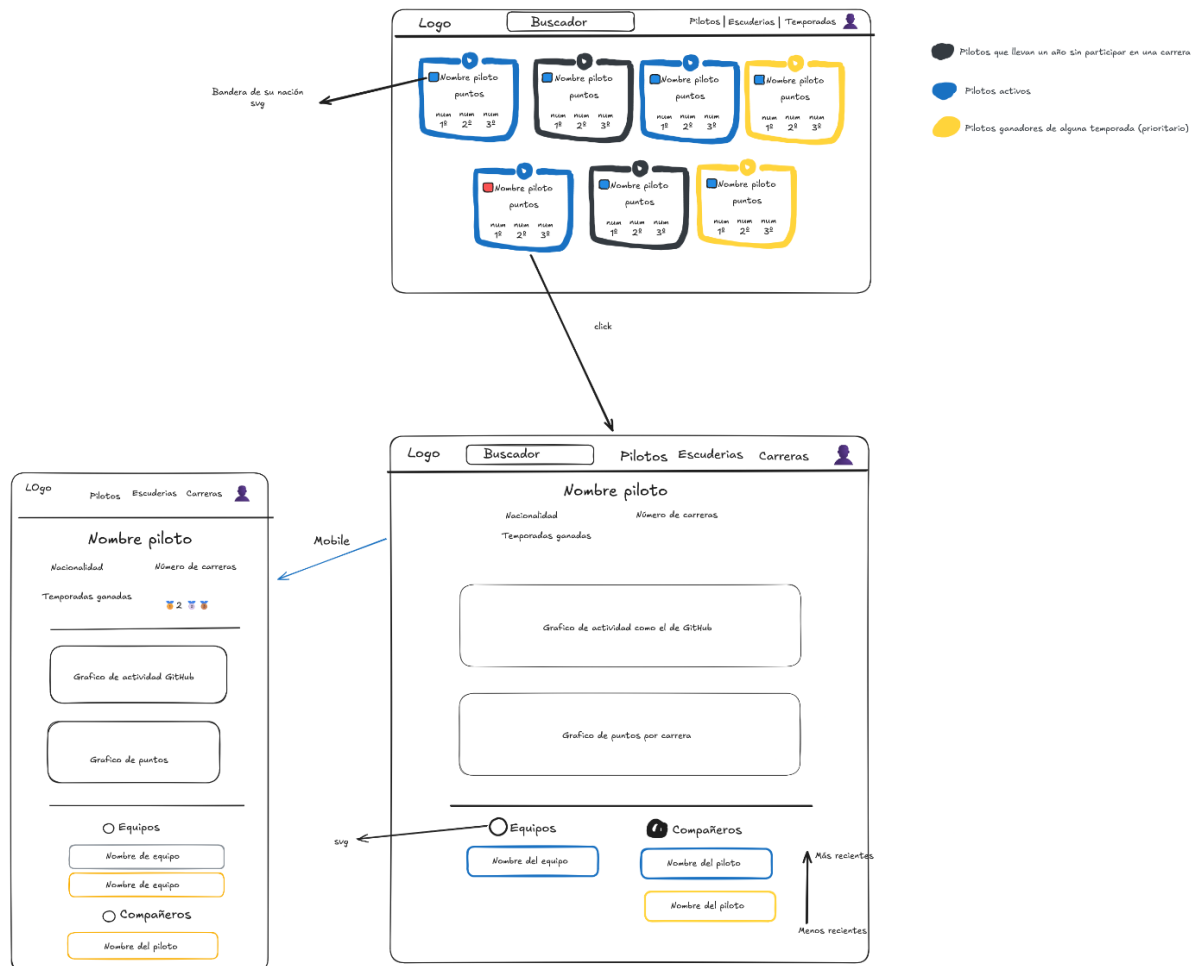 Logo
Buscador
Pilotos | Escuderias | Temporadas
Bandera de su nación
svg
Nombre piloto
puntos
num num num
1º 2º 3º
Nombre piloto
puntos
num num num
1º 2º 3º
Nombre piloto
puntos
num num num
1º 2º 3º
Nombre piloto
puntos
num num num
1º 2º 3º
Nombre piloto
puntos
num num num
1º 2º 3º
Nombre piloto
puntos
num num num
1º 2º 3º
Nombre piloto
puntos
num num num
1º 2º 3º
Pilotos que llevan un año sin participar en una carrera
Pilotos activos
Pilotos ganadores de alguna temporada (prioritario)
click
Logo
Buscador
Pilotos Escuderias Carreras
Nombre piloto
Nacionalidad
Número de carreras
Temporadas ganadas
Grafico de actividad como el de GitHub
Grafico de puntos por carrera
svg
Equipos
Nombre del equipo
Compañeros
Nombre del piloto
Nombre del piloto
Más recientes
Menos recientes
Mobile
LOgo
Pilotos Escuderias Carreras
Nombre piloto
Nacionalidad
Número de carreras
Temporadas ganadas
2
Grafico de actividad GitHub
Grafico de puntos
Equipos
Nombre de equipo
Nombre de equipo
Compañeros
Nombre del piloto